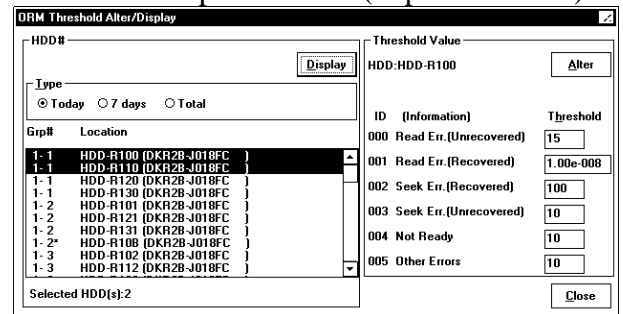 ORM Threshold Alter/Display
HDD#
Display
Type
Today 7 days Total
Grp# Location
1- 1 HDD-R100 (DKR2B-J018FC )
1- 1 HDD-R110 (DKR2B-J018FC )
1- 1 HDD-R120 (DKR2B-J018FC )
1- 1 HDD-R130 (DKR2B-J018FC )
1- 2 HDD-R101 (DKR2B-J018FC )
1- 2 HDD-R121 (DKR2B-J018FC )
1- 2 HDD-R131 (DKR2B-J018FC )
1- 2* HDD-R10B (DKR2B-J018FC )
1- 3 HDD-R102 (DKR2B-J018FC )
1- 3 HDD-R112 (DKR2B-J018FC )
Selected HDD(s):2
Threshold Value
HDD:HDD-R100 Alter
ID (Information) Threshold
000 Read Err.(Unrecovered) 15
001 Read Err.(Recovered) 1.00e-008
002 Seek Err.(Recovered) 100
003 Seek Err.(Unrecovered) 10
004 Not Ready 10
005 Other Errors 10
Close